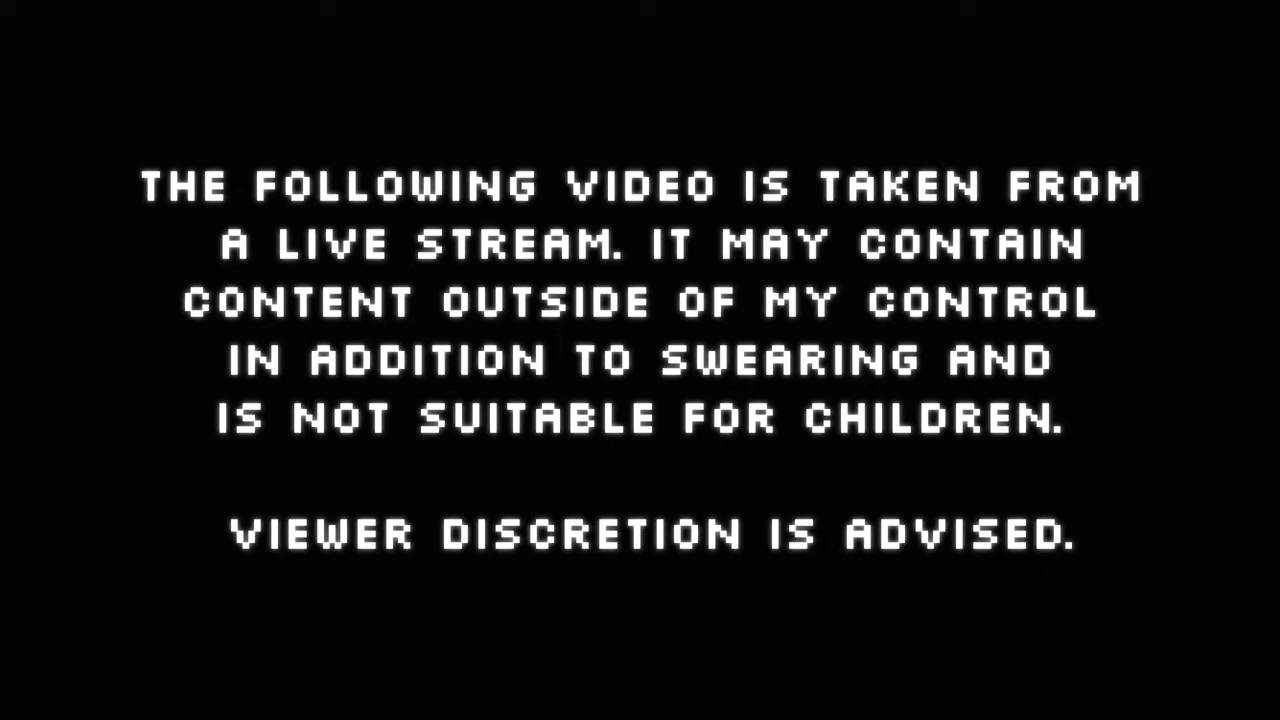 THE FOLLOWING VIDEO IS TAKEN FROM
A LIVE STREAM. IT MAY CONTAIN
CONTENT OUTSIDE OF MY CONTROL
IN ADDITION TO SWEARING AND
IS NOT SUITABLE FOR CHILDREN.
VIEWER DISCRETION IS ADVISED.